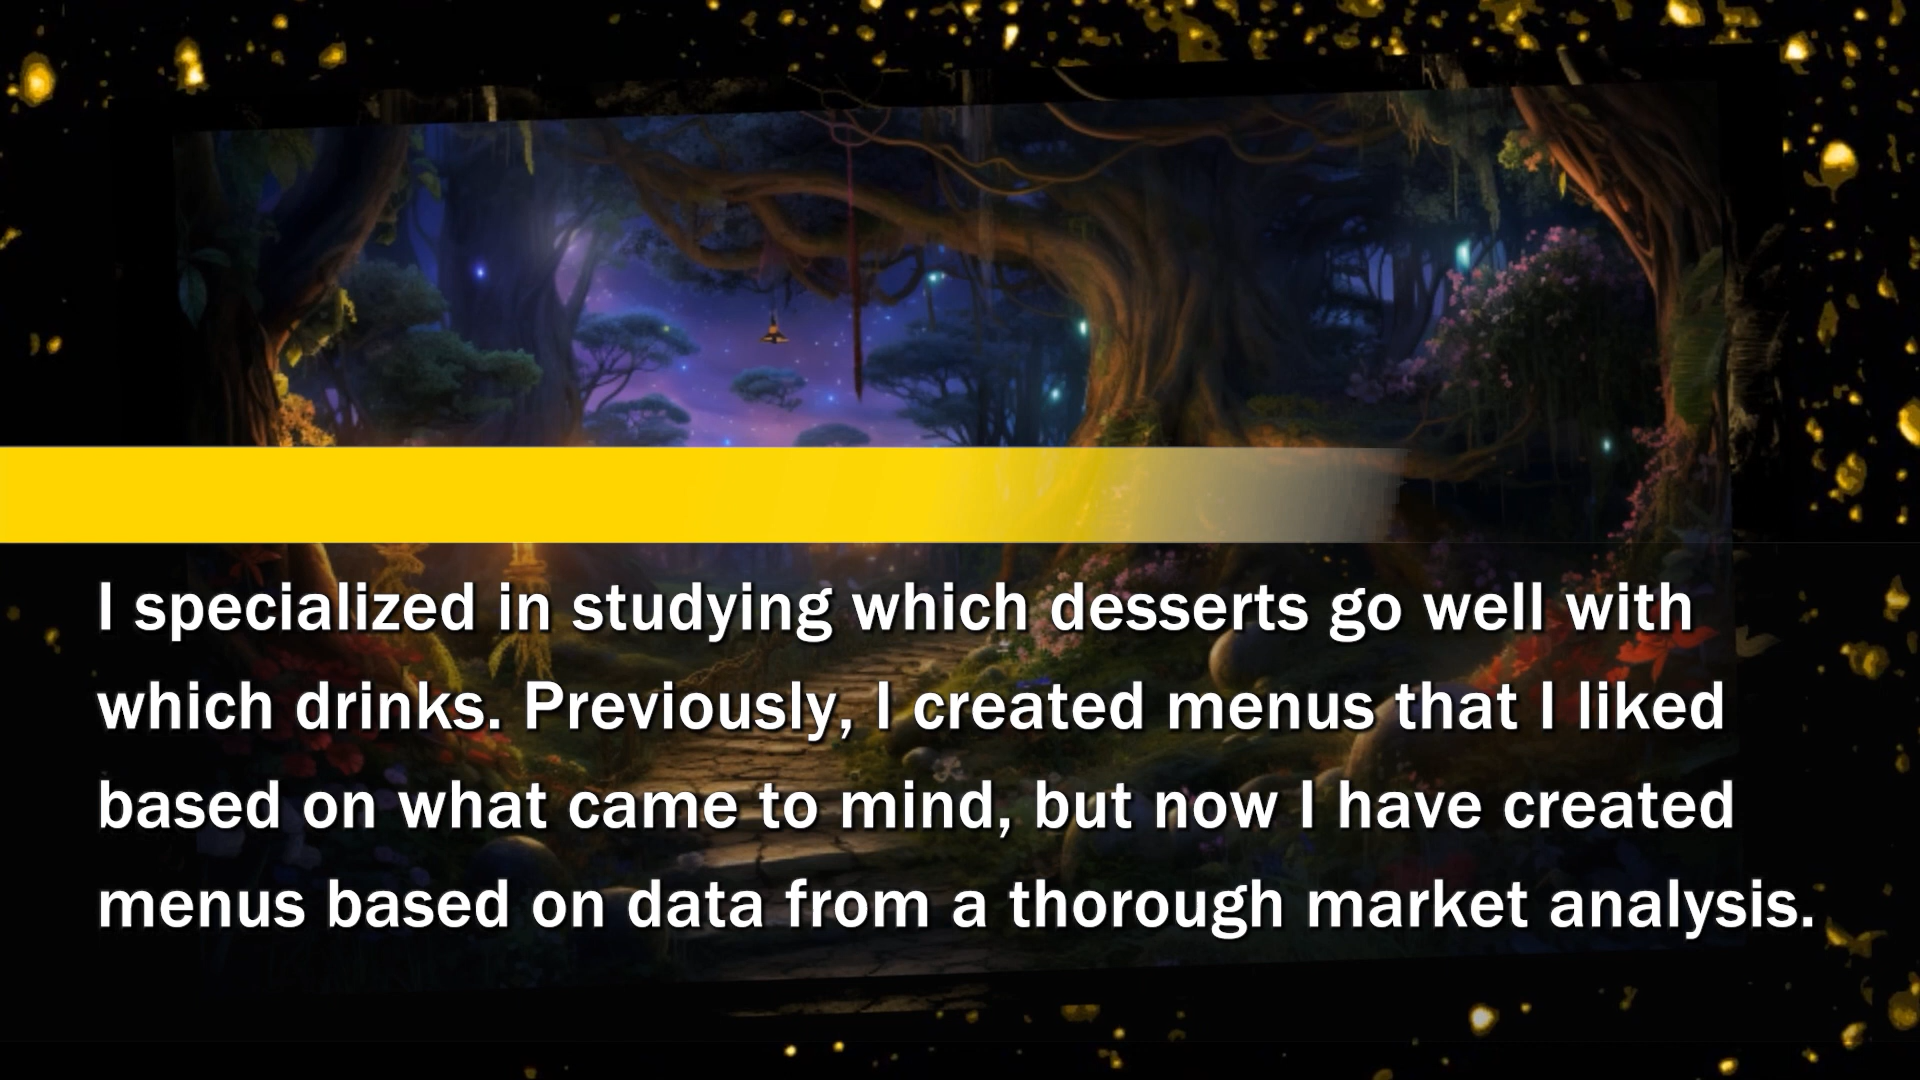 I specialized in studying which desserts go well with
which drinks. Previously, I created menus that I liked
based on what came to mind, but now I have created
menus based on data from a thorough market analysis.